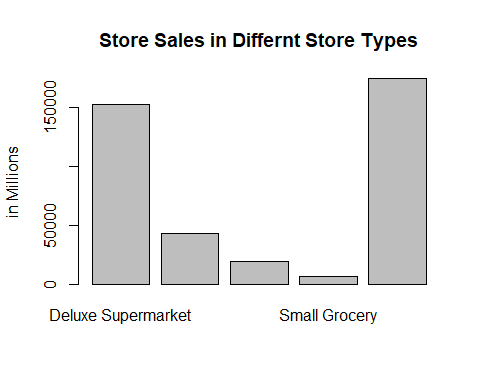 Store Sales in Differnt Store Types
in Millions
150000
50000
0
Deluxe Supermarket
Small Grocery